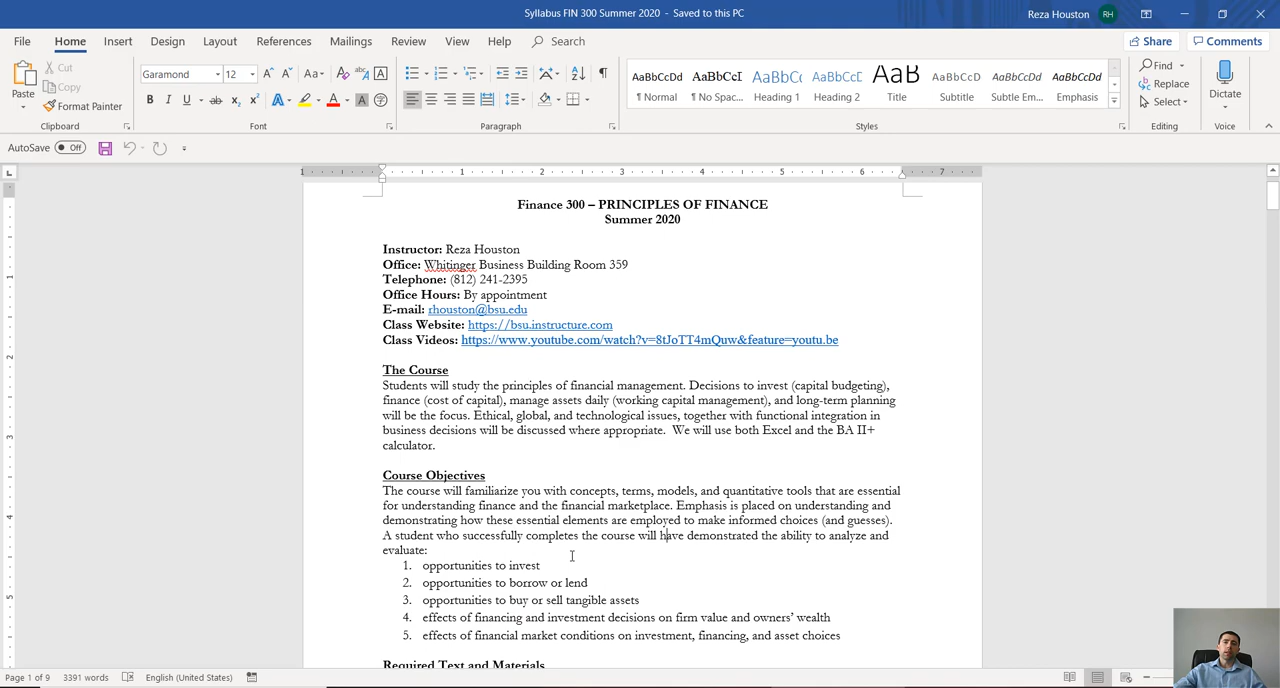 Syllabus FIN 300 Summer 2020 - Saved to this PC
Reza Houston RH
File Home Insert Design Layout References Mailings Review View Help Search Share Comments
Paste Cut Copy Format Painter
Garamond 12 Aa
AaBbCcDd AaBbCcI AaBbC( AaBbCcE AaB AaBbCcD AaBbCcDd AaBbCcDd
¶ Normal ¶ No Spac... Heading 1 Heading 2 Title Subtitle Subtle Em... Emphasis
Find Replace Select Dictate
Clipboard Font Paragraph Styles Editing Voice
AutoSave Off
1 1 2 3 4 5 6 7
Finance 300 – PRINCIPLES OF FINANCE
Summer 2020
Instructor: Reza Houston
Office: Whitinger Business Building Room 359
Telephone: (812) 241-2395
Office Hours: By appointment
E-mail: rhouston@bsu.edu
Class Website: https://bsu.instructure.com
Class Videos: https://www.youtube.com/watch?v=8tJoTT4mQuw&feature=youtu.be
The Course
Students will study the principles of financial management. Decisions to invest (capital budgeting),
finance (cost of capital), manage assets daily (working capital management), and long-term planning
will be the focus. Ethical, global, and technological issues, together with functional integration in
business decisions will be discussed where appropriate. We will use both Excel and the BA II+
calculator.
Course Objectives
The course will familiarize you with concepts, terms, models, and quantitative tools that are essential
for understanding finance and the financial marketplace. Emphasis is placed on understanding and
demonstrating how these essential elements are employed to make informed choices (and guesses).
A student who successfully completes the course will have demonstrated the ability to analyze and
evaluate:
1. opportunities to invest
2. opportunities to borrow or lend
3. opportunities to buy or sell tangible assets
4. effects of financing and investment decisions on firm value and owners’ wealth
5. effects of financial market conditions on investment, financing, and asset choices
Required Text and Materials
Page 1 of 9 3391 words English (United States)